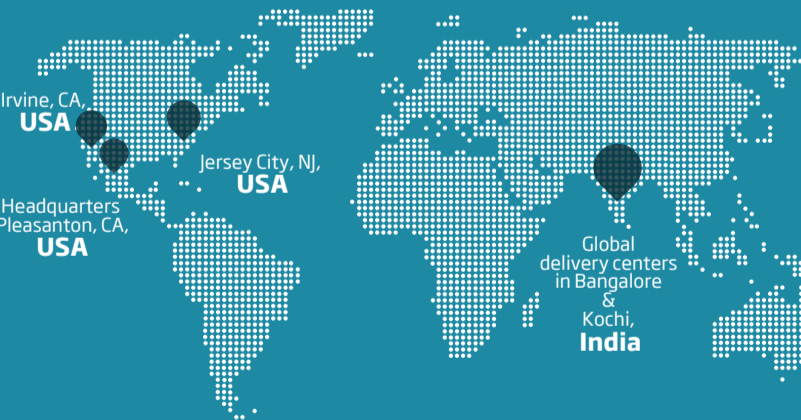 Irvine, CA,
USA
Jersey City, NJ,
USA
Headquarters
Pleasanton, CA,
USA
Global
delivery centers
in Bangalore
&
Kochi,
India